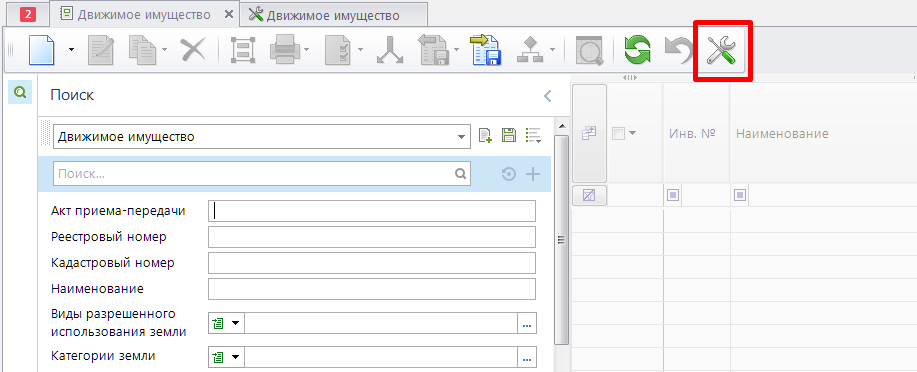 2
Движимое имущество
Движимое имущество
Поиск
Движимое имущество
Поиск...
Акт приема-передачи
Реестровый номер
Кадастровый номер
Наименование
Виды разрешенного
использования земли
...
Категории земли
...
Инв. №
Наименование